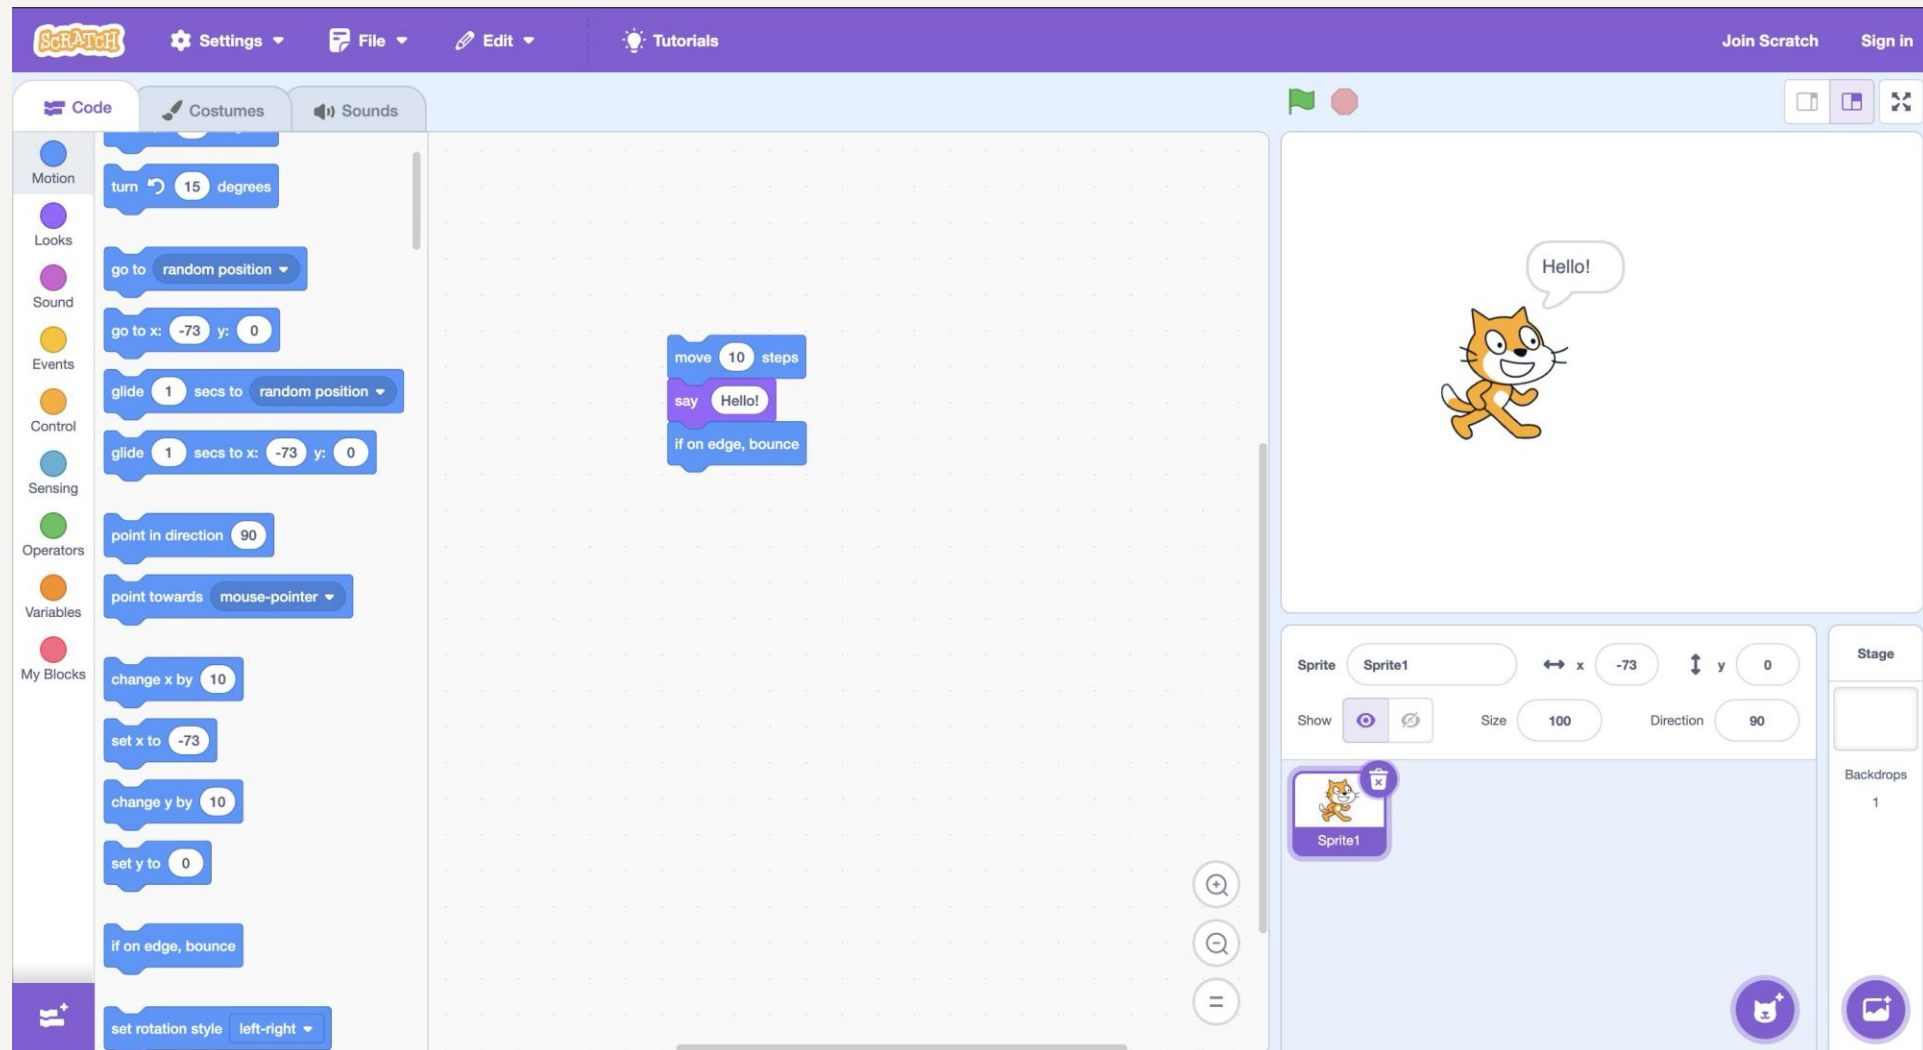 SCRATCH
Settings
File
Edit
Tutorials
Join Scratch
Sign in
Code
Costumes
Sounds
Motion
Looks
Sound
Events
Control
Sensing
Operators
Variables
My Blocks
turn 15 degrees
go to random position
go to x: -73 y: 0
glide 1 secs to random position
glide 1 secs to x: -73 y: 0
point in direction 90
point towards mouse-pointer
change x by 10
set x to -73
change y by 10
set y to 0
if on edge, bounce
set rotation style left-right
move 10 steps
say Hello!
if on edge, bounce
Hello!
Sprite Sprite1 x -73 y 0
Show Size 100 Direction 90
Sprite1
Stage
Backdrops
1